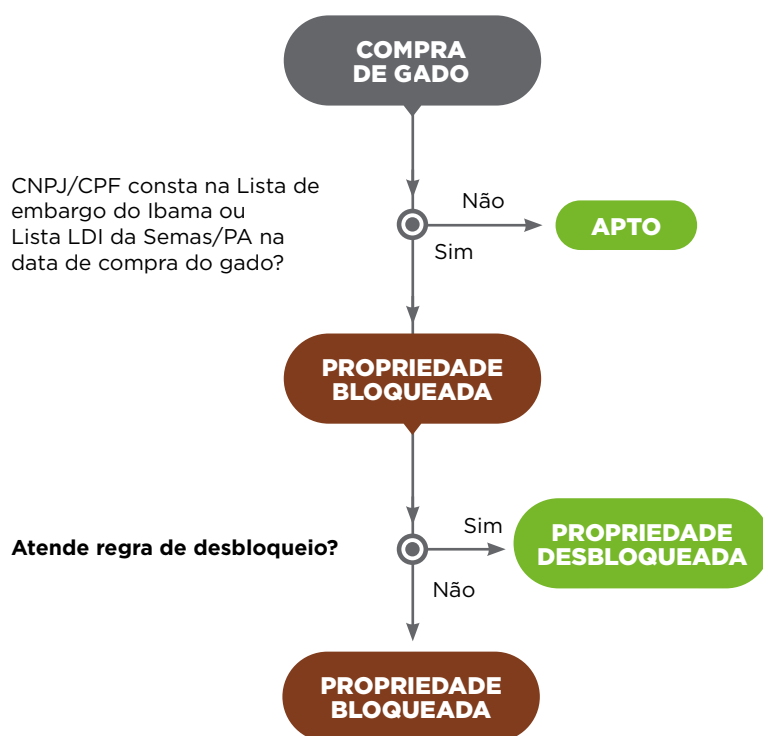 COMPRA
DE GADO
CNPJ/CPF consta na Lista de
embargo do Ibama ou
Lista LDI da Semas/PA na
data de compra do gado?
Não
APTO
Sim
PROPRIEDADE
BLOQUEADA
Atende regra de desbloqueio?
Sim
PROPRIEDADE
DESBLOQUEADA
Não
PROPRIEDADE
BLOQUEADA